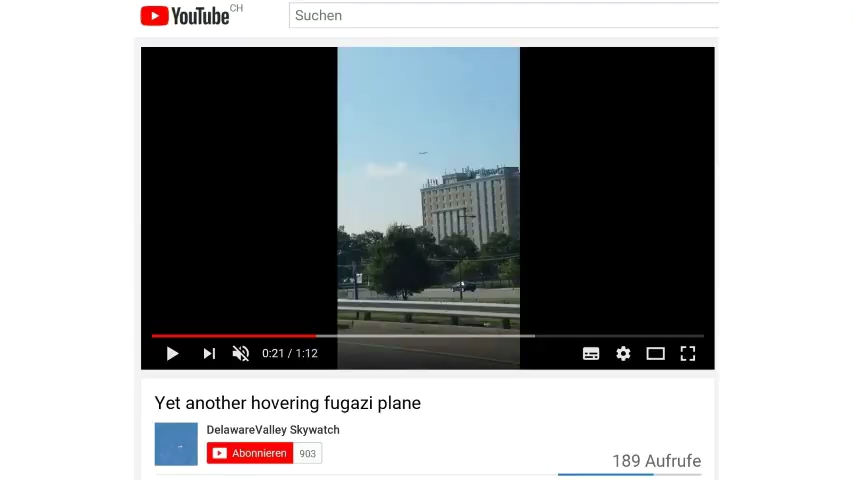 YouTube CH
Suchen
0:21 / 1:12
Yet another hovering fugazi plane
DelawareValley Skywatch
Abonnieren 903
189 Aufrufe